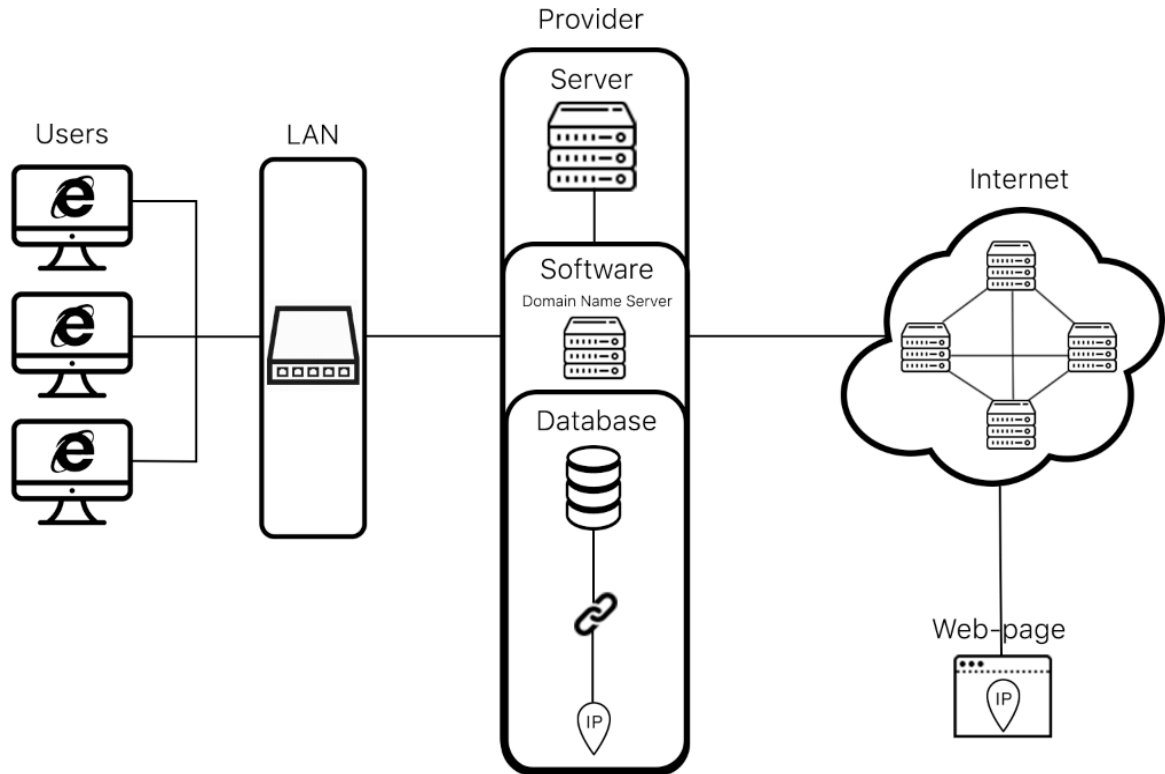 Provider
Server
Users
LAN
Internet
Software
Domain Name Server
Database
IP
Web-page
IP